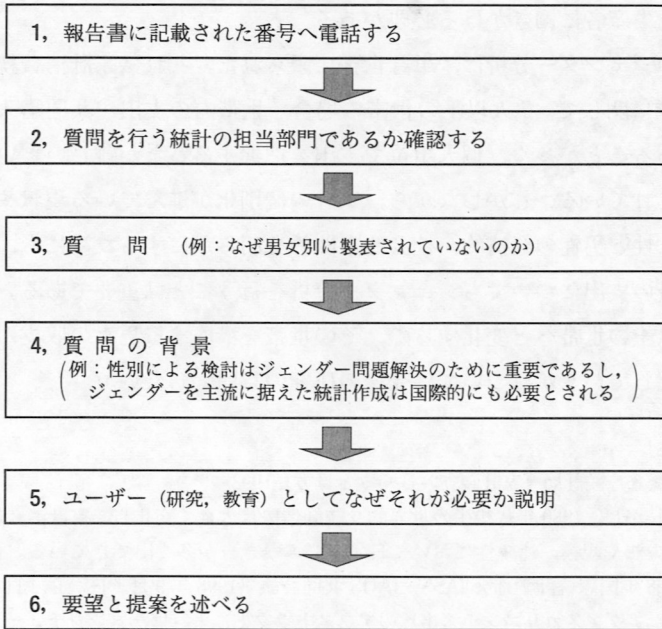 1，報告書に記載された番号へ電話する
2，質問を行う統計の担当部門であるか確認する
3，質　　問　（例：なぜ男女別に製表されていないのか）
4，質 問 の 背 景
（例：性別による検討はジェンダー問題解決のために重要であるし，
ジェンダーを主流に据えた統計作成は国際的にも必要とされる）
5，ユーザー（研究，教育）としてなぜそれが必要か説明
6，要望と提案を述べる